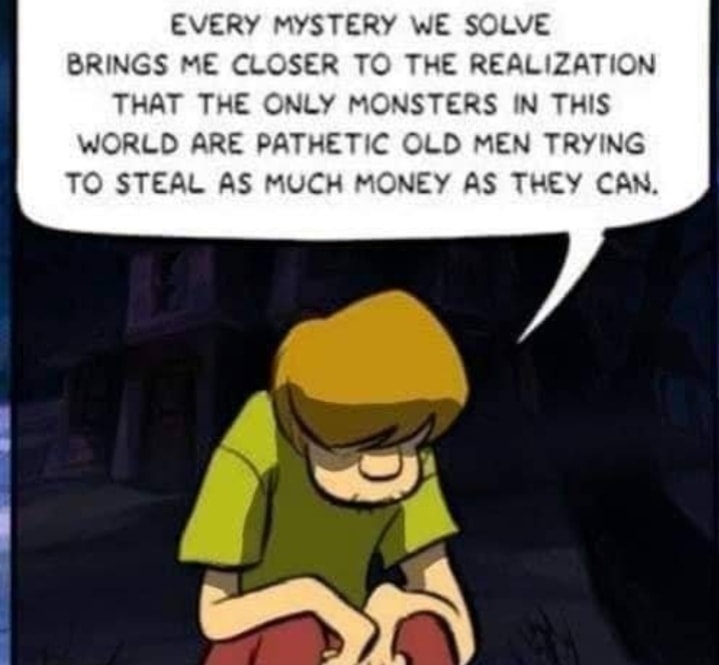 EVERY MYSTERY WE SOLVE
BRINGS ME CLOSER TO THE REALIZATION
THAT THE ONLY MONSTERS IN THIS
WORLD ARE PATHETIC OLD MEN TRYING
TO STEAL AS MUCH MONEY AS THEY CAN.